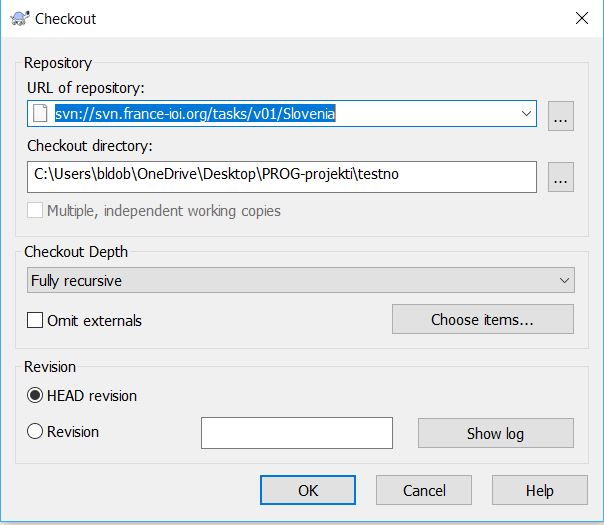 Checkout
Repository
URL of repository:
svn://svn.france-ioi.org/tasks/v01/Slovenia
...
Checkout directory:
C:\Users\bldob\OneDrive\Desktop\PROG-projekti\testno
...
Multiple, independent working copies
Checkout Depth
Fully recursive
Omit externals
Choose items...
Revision
HEAD revision
Revision
Show log
OK
Cancel
Help